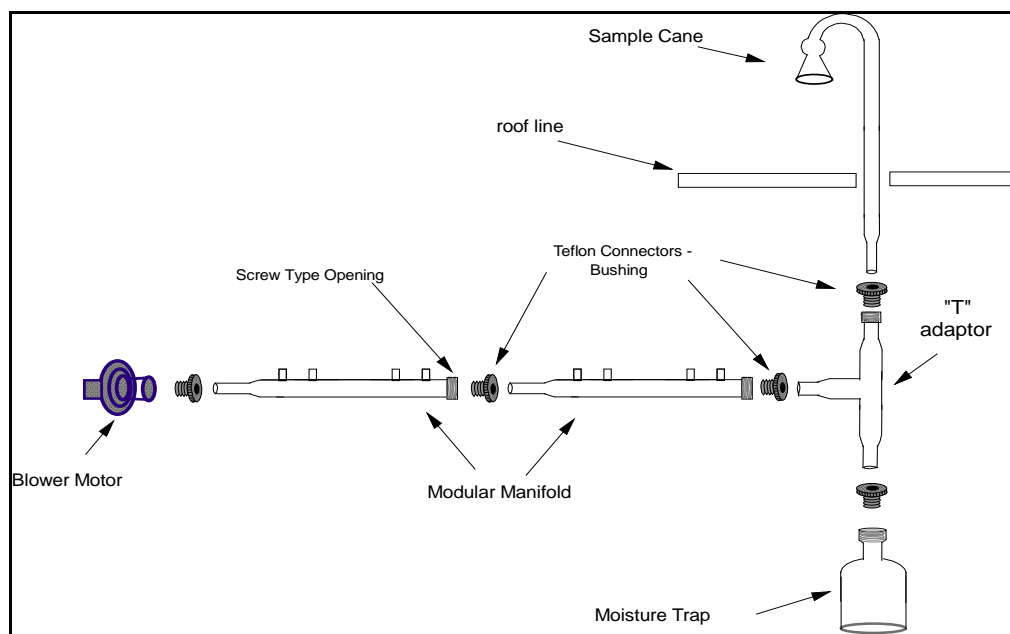 Sample Cane
roof line
Teflon Connectors -
Bushing
Screw Type Opening
"T"
adaptor
Blower Motor
Modular Manifold
Moisture Trap